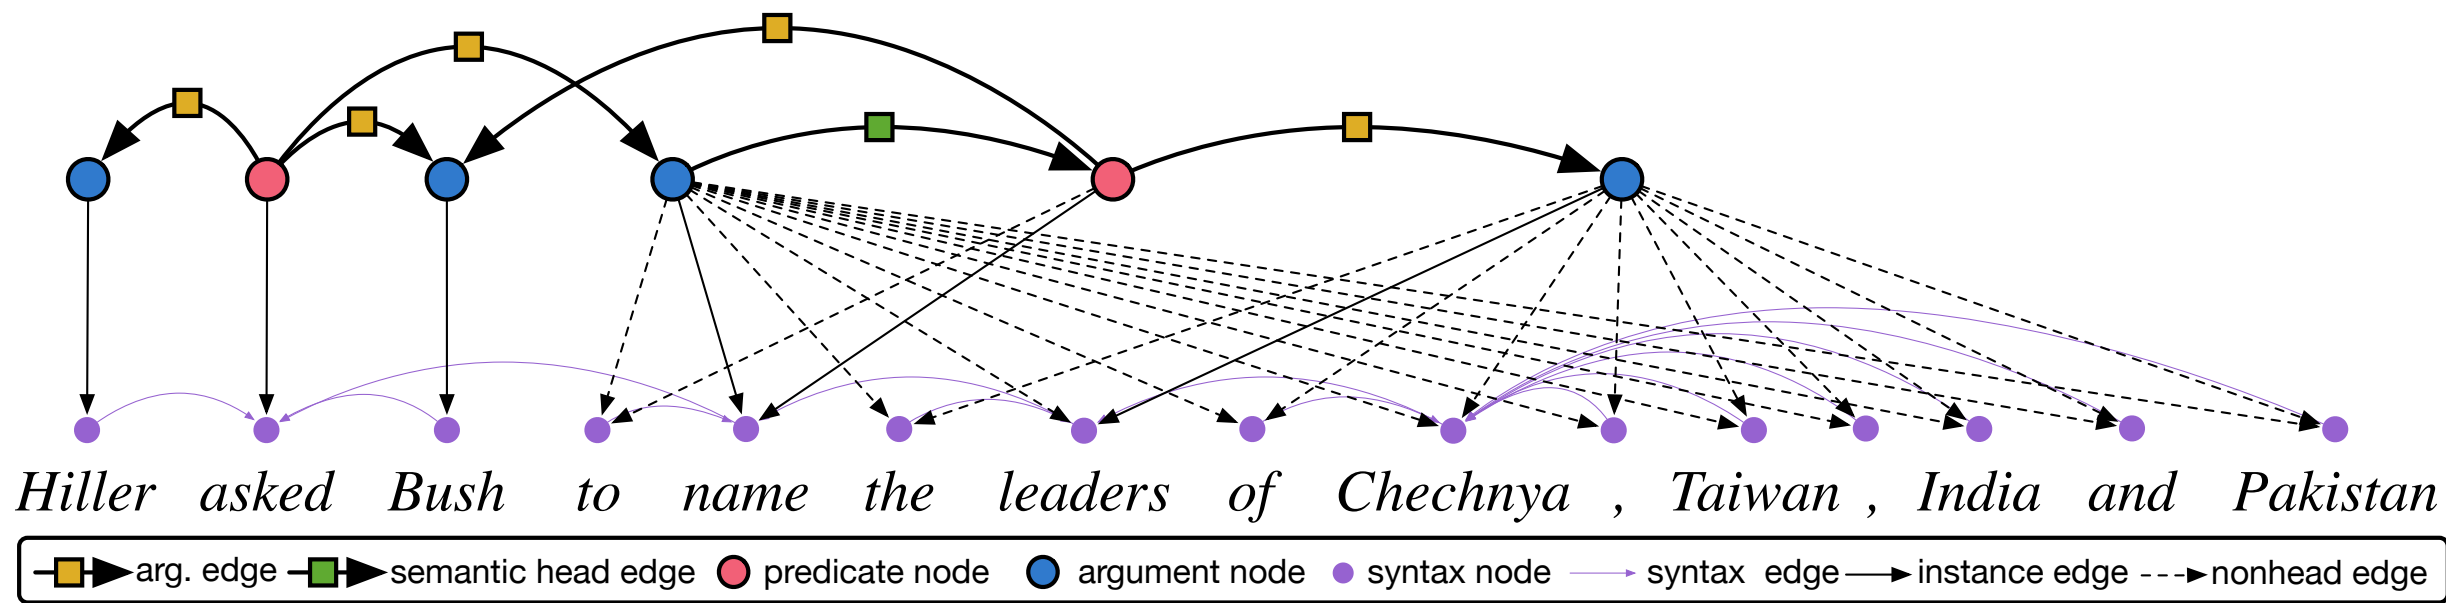 Hiller asked Bush to name the leaders of Chechnya , Taiwan , India and Pakistan
arg. edge semantic head edge predicate node argument node syntax node syntax edge instance edge nonhead edge